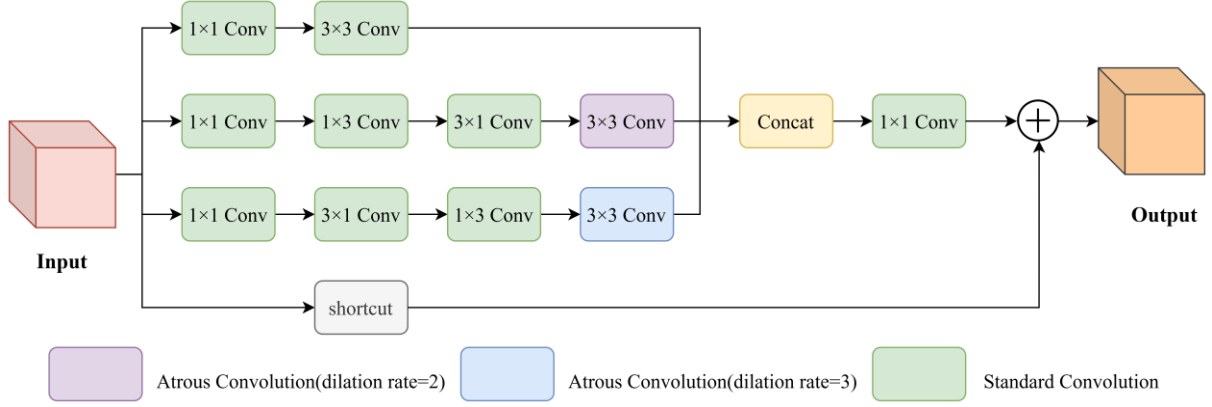 1×1 Conv 3×3 Conv
1×1 Conv 1×3 Conv 3×1 Conv 3×3 Conv Concat 1×1 Conv
1×1 Conv 3×1 Conv 1×3 Conv 3×3 Conv
Input
Output
shortcut
Atrous Convolution(dilation rate=2) Atrous Convolution(dilation rate=3) Standard Convolution